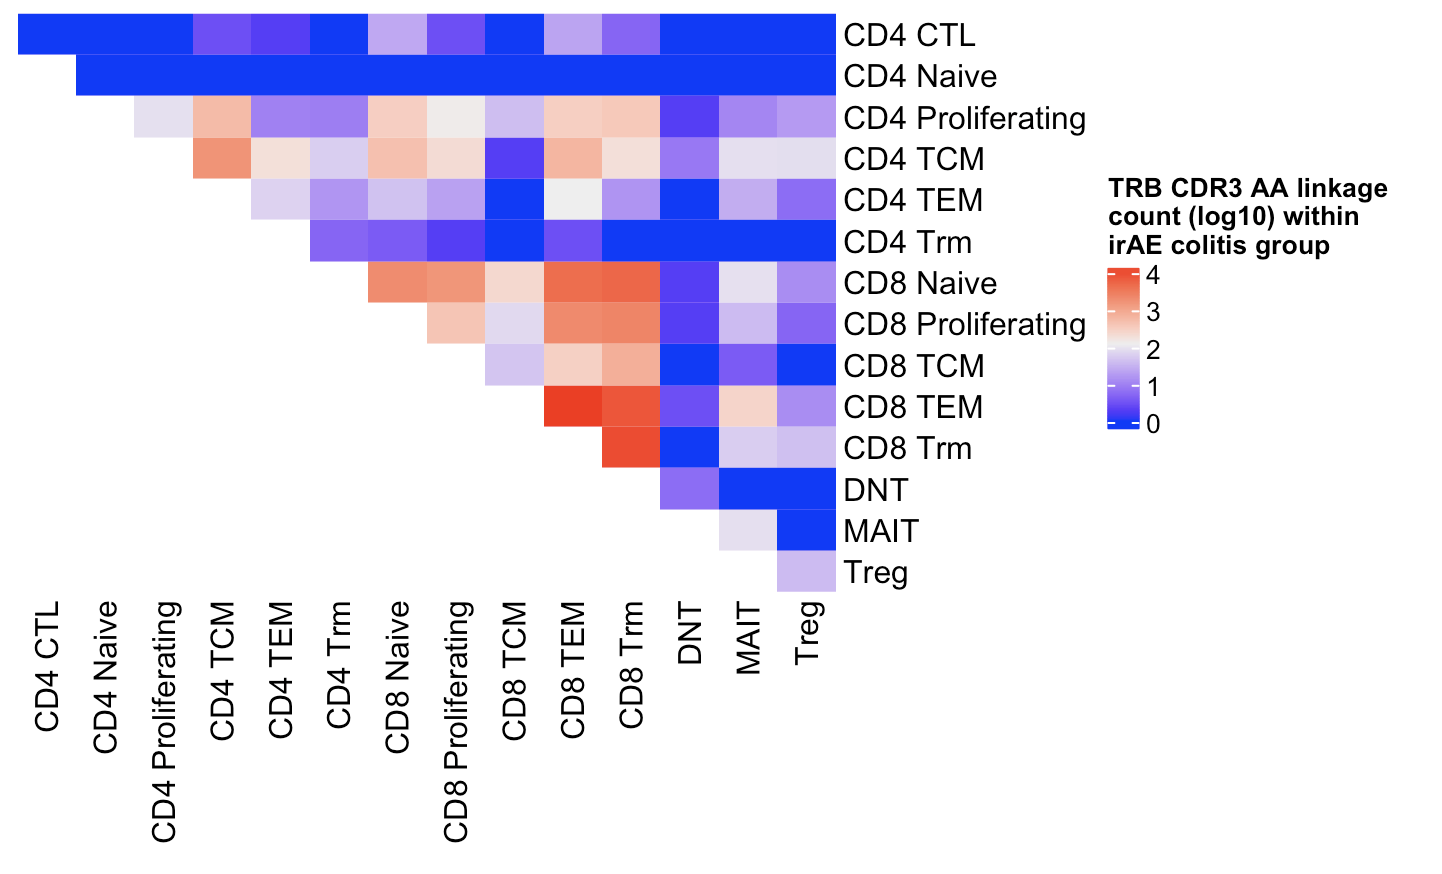 CD4 CTL
CD4 Naive
CD4 Proliferating
CD4 TCM
CD4 TEM
CD4 Trm
CD8 Naive
CD8 Proliferating
CD8 TCM
CD8 TEM
CD8 Trm
DNT
MAIT
Treg
TRB CDR3 AA linkage
count (log10) within
irAE colitis group
4
3
2
1
0
CD4 CTL
CD4 Naive
CD4 Proliferating
CD4 TCM
CD4 TEM
CD4 Trm
CD8 Naive
CD8 Proliferating
CD8 TCM
CD8 TEM
CD8 Trm
DNT
MAIT
Treg